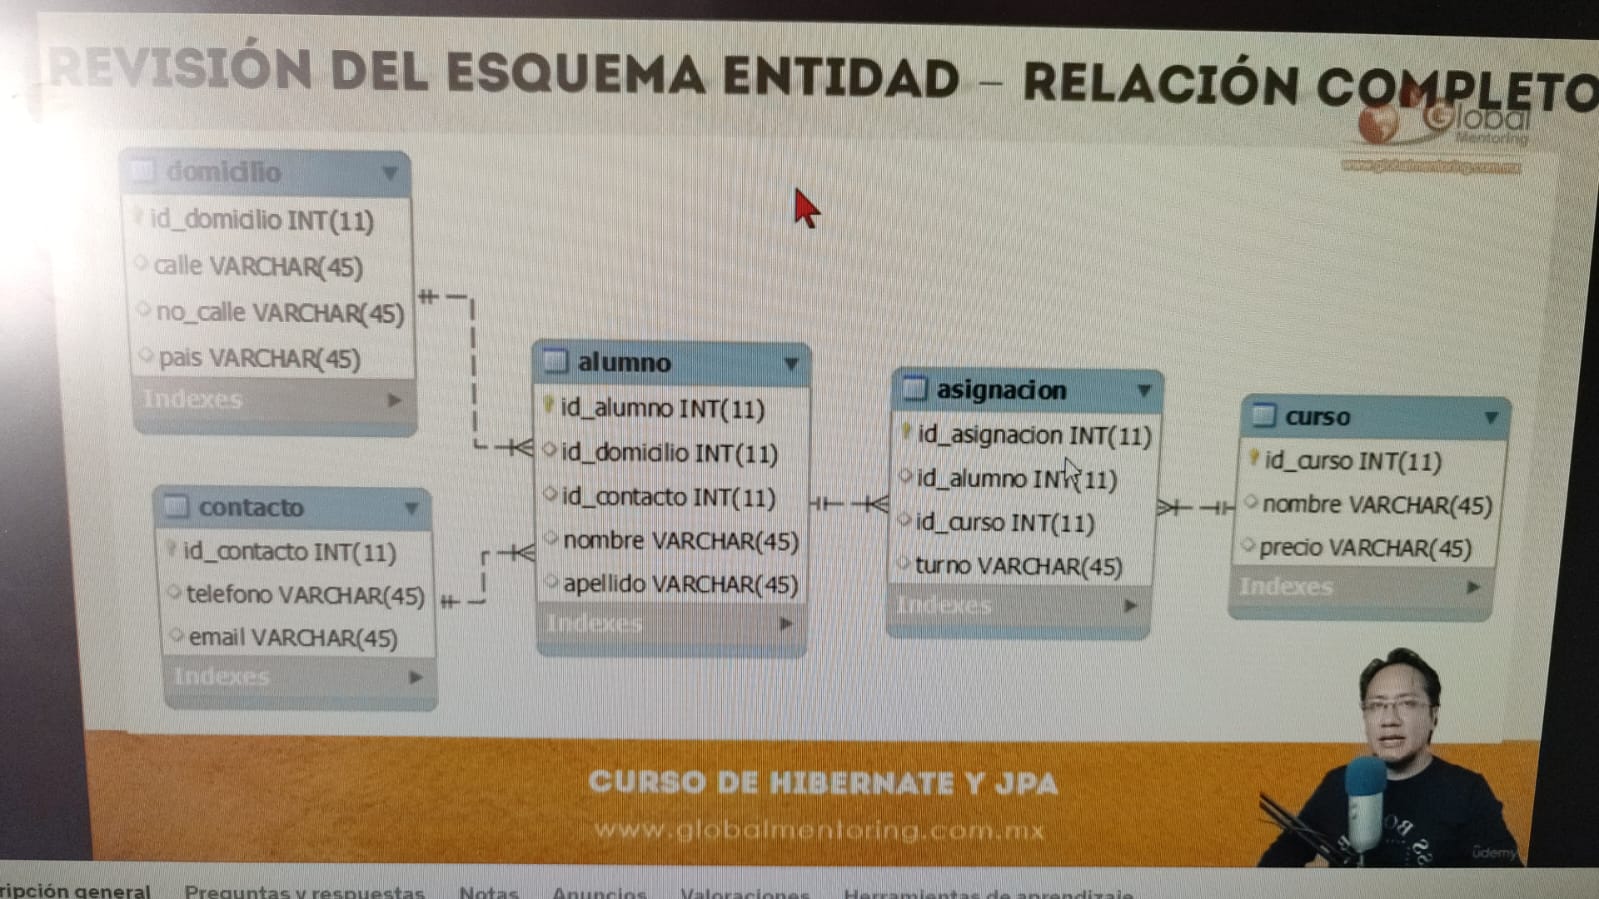 REVISIÓN DEL ESQUEMA ENTIDAD – RELACIÓN COMPLETO
Global
Mentoring
www.globalmentoring.com.mx
domicilio
id_domicilio INT(11)
calle VARCHAR(45)
no_calle VARCHAR(45)
pais VARCHAR(45)
Indexes
contacto
id_contacto INT(11)
telefono VARCHAR(45)
email VARCHAR(45)
Indexes
alumno
id_alumno INT(11)
id_domicilio INT(11)
id_contacto INT(11)
nombre VARCHAR(45)
apellido VARCHAR(45)
Indexes
asignacion
id_asignacion INT(11)
id_alumno INT(11)
id_curso INT(11)
turno VARCHAR(45)
Indexes
curso
id_curso INT(11)
nombre VARCHAR(45)
precio VARCHAR(45)
Indexes
CURSO DE HIBERNATE Y JPA
www.globalmentoring.com.mx
udemy
ripción general Preguntas y respuestas Notas Anuncios Valoraciones Herramientas de aprendizaje